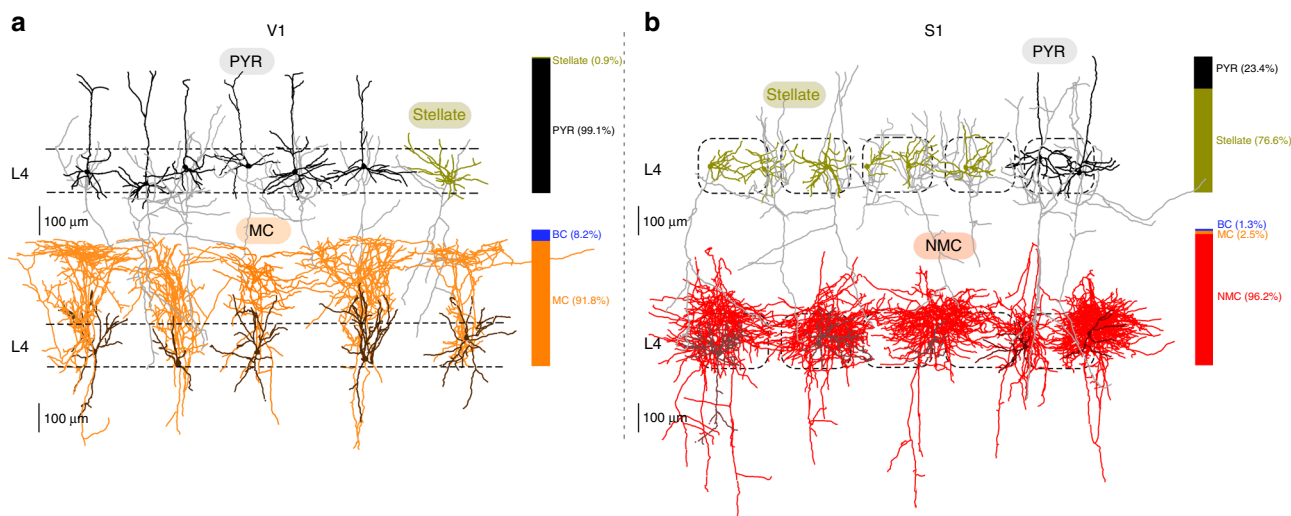 a
V1
PYR
Stellate
Stellate (0.9%)
PYR (99.1%)
L4
100 μm
MC
BC (8.2%)
MC (91.8%)
L4
100 μm
b
S1
Stellate
PYR
PYR (23.4%)
Stellate (76.6%)
L4
100 μm
NMC
BC (1.3%)
MC (2.5%)
NMC (96.2%)
L4
100 μm